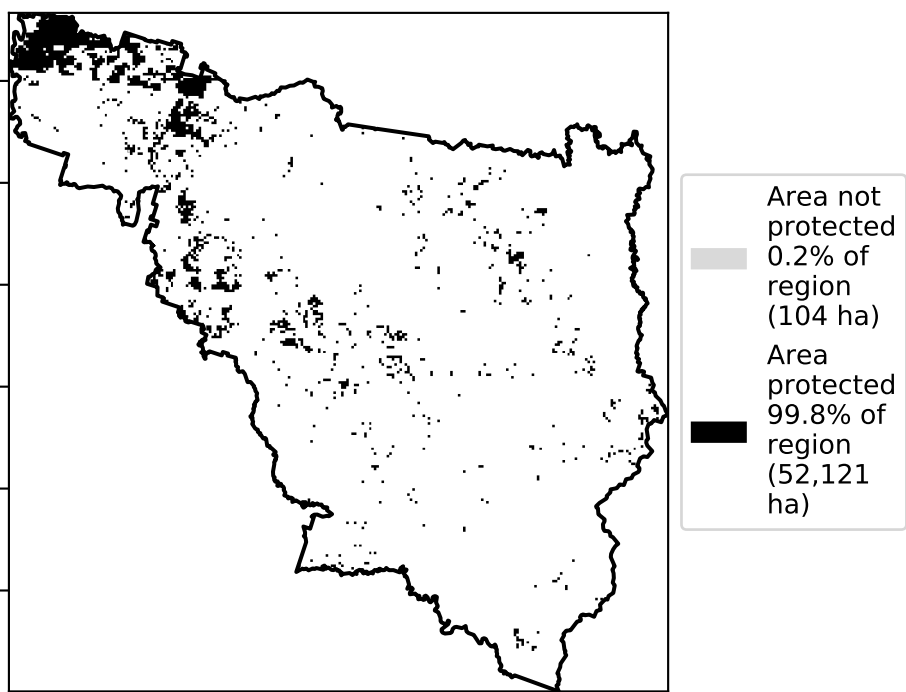 Area not
protected
0.2% of
region
(104 ha)
Area
protected
99.8% of
region
(52,121
ha)